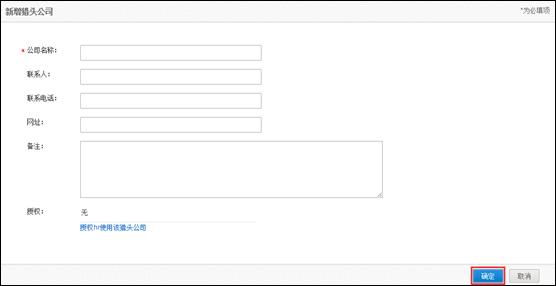 新增猎头公司
*为必填项
* 公司名称:
联系人:
联系电话:
网址:
备注:
授权: 无
授权hr使用该猎头公司
确定 取消